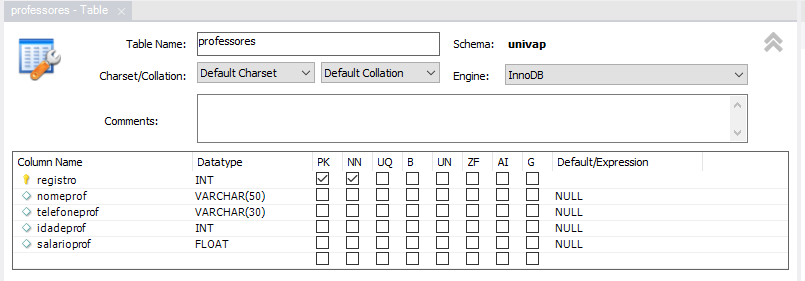 professores - Table ×
Table Name: professores Schema: univap
Charset/Collation: Default Charset Default Collation Engine: InnoDB
Comments:
Column Name Datatype PK NN UQ B UN ZF AI G Default/Expression
registro INT
nomeprof VARCHAR(50) NULL
telefoneprof VARCHAR(30) NULL
idadeprof INT NULL
salarioprof FLOAT NULL